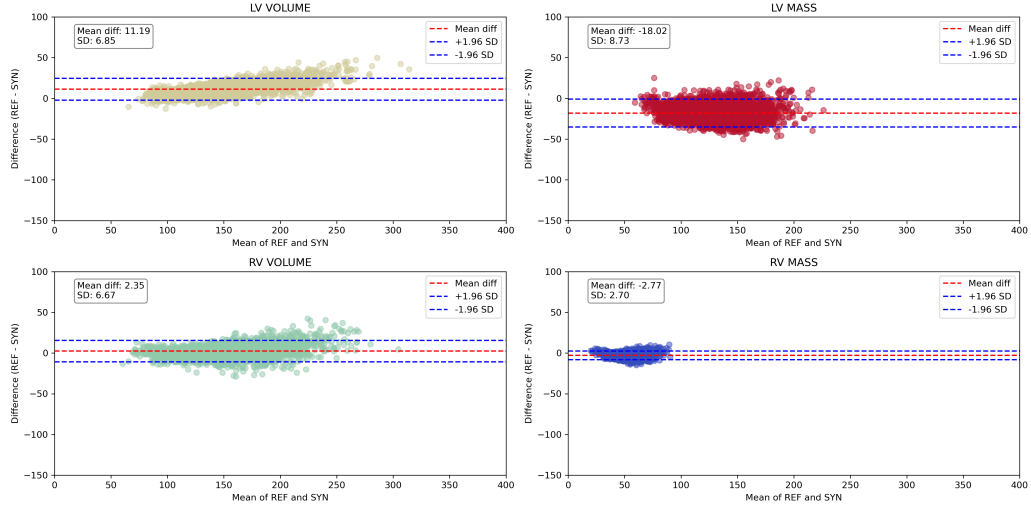 LV VOLUME
100
50
0
−50
−100
−150
Difference (REF - SYN)
Mean diff: 11.19
SD: 6.85
Mean diff
+1.96 SD
-1.96 SD
0 50 100 150 200 250 300 350 400
Mean of REF and SYN
LV MASS
100
50
0
−50
−100
−150
Difference (REF - SYN)
Mean diff: -18.02
SD: 8.73
Mean diff
+1.96 SD
-1.96 SD
0 50 100 150 200 250 300 350 400
Mean of REF and SYN
RV VOLUME
100
50
0
−50
−100
−150
Difference (REF - SYN)
Mean diff: 2.35
SD: 6.67
Mean diff
+1.96 SD
-1.96 SD
0 50 100 150 200 250 300 350 400
Mean of REF and SYN
RV MASS
100
50
0
−50
−100
−150
Difference (REF - SYN)
Mean diff: -2.77
SD: 2.70
Mean diff
+1.96 SD
-1.96 SD
0 50 100 150 200 250 300 350 400
Mean of REF and SYN